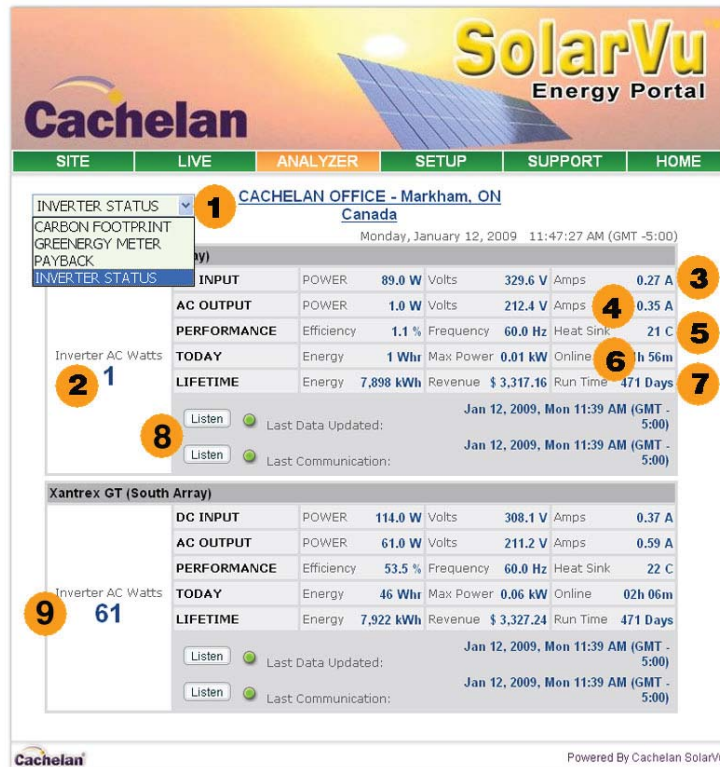 SolarVu
Energy Portal
Cachelan
SITE LIVE ANALYZER SETUP SUPPORT HOME
INVERTER STATUS 1 CACHELAN OFFICE - Markham, ON
Canada
CARBON FOOTPRINT
GREENERGY METER
PAYBACK
INVERTER STATUS
Monday, January 12, 2009 11:47:27 AM (GMT -5:00)
ay)
INPUT POWER 89.0 W Volts 329.6 V Amps 0.27 A 3
AC OUTPUT POWER 1.0 W Volts 212.4 V Amps 4 0.35 A
PERFORMANCE Efficiency 1.1 % Frequency 60.0 Hz Heat Sink 21 C 5
Inverter AC Watts
2 1
TODAY Energy 1 Whr Max Power 0.01 kW Online 6 h 56m
LIFETIME Energy 7,898 kWh Revenue $ 3,317.16 Run Time 471 Days 7
8
Listen Last Data Updated: Jan 12, 2009, Mon 11:39 AM (GMT -
5:00)
Listen Last Communication: Jan 12, 2009, Mon 11:39 AM (GMT -
5:00)
Xantrex GT (South Array)
DC INPUT POWER 114.0 W Volts 308.1 V Amps 0.37 A
AC OUTPUT POWER 61.0 W Volts 211.2 V Amps 0.59 A
PERFORMANCE Efficiency 53.5 % Frequency 60.0 Hz Heat Sink 22 C
Inverter AC Watts
9 61
TODAY Energy 46 Whr Max Power 0.06 kW Online 02h 06m
LIFETIME Energy 7,922 kWh Revenue $ 3,327.24 Run Time 471 Days
Listen Last Data Updated: Jan 12, 2009, Mon 11:39 AM (GMT -
5:00)
Listen Last Communication: Jan 12, 2009, Mon 11:39 AM (GMT -
5:00)
Cachelan Powered By Cachelan SolarVu